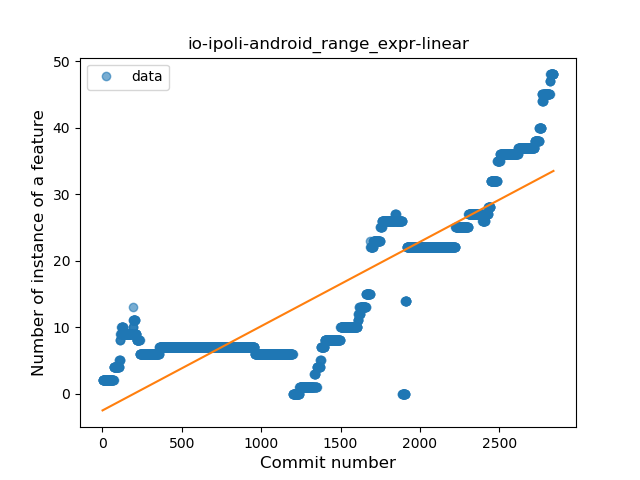 io-ipoli-android_range_expr-linear
data
Number of instance of a feature
50
40
30
20
10
0
0 500 1000 1500 2000 2500
Commit number